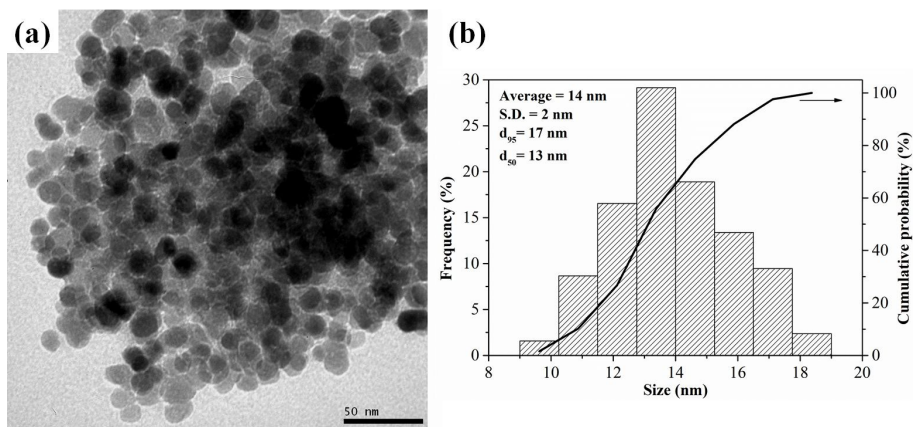 (a)
50 nm
(b)
Average = 14 nm
S.D. = 2 nm
d95= 17 nm
d50= 13 nm
30
25
20
15
10
5
0
Frequency (%)
100
80
60
40
20
0
Cumulative probability (%)
8
10
12
14
16
18
20
Size (nm)